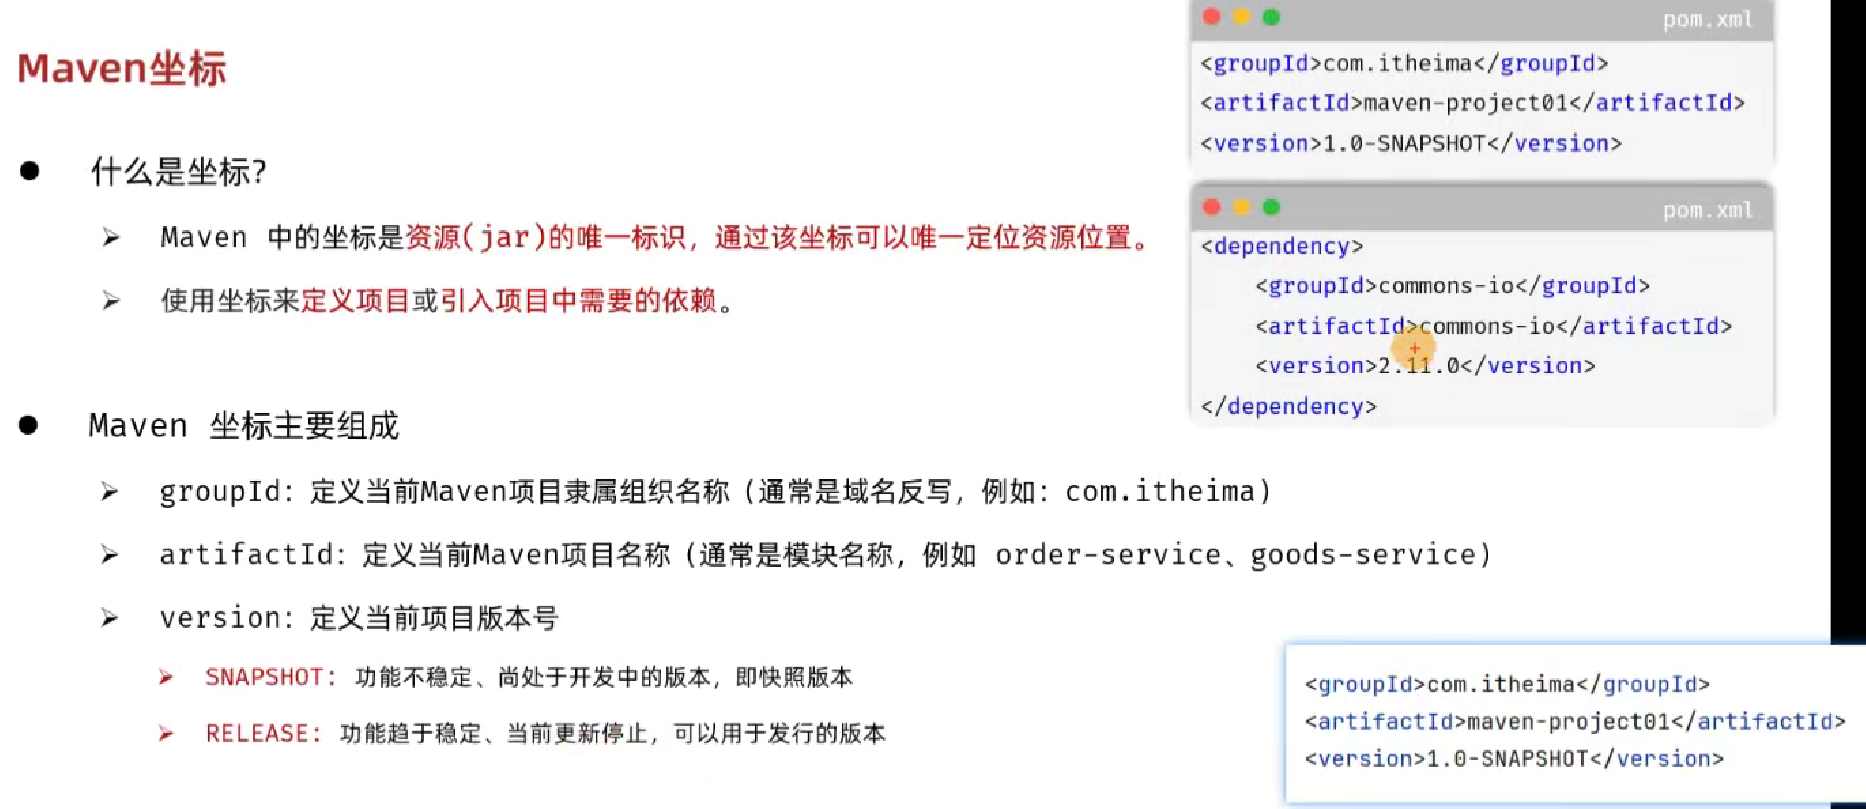 Maven坐标
什么是坐标?
Maven 中的坐标是资源(jar)的唯一标识，通过该坐标可以唯一定位资源位置。
使用坐标来定义项目或引入项目中需要的依赖。
Maven 坐标主要组成
groupId：定义当前Maven项目隶属组织名称（通常是域名反写，例如：com.itheima）
artifactId：定义当前Maven项目名称（通常是模块名称，例如 order-service、goods-service）
version：定义当前项目版本号
SNAPSHOT：功能不稳定、尚处于开发中的版本，即快照版本
RELEASE：功能趋于稳定、当前更新停止，可以用于发行的版本
pom.xml
<groupId>com.itheima</groupId>
<artifactId>maven-project01</artifactId>
<version>1.0-SNAPSHOT</version>
pom.xml
<dependency>
<groupId>commons-io</groupId>
<artifactId>commons-io</artifactId>
<version>2.11.0</version>
</dependency>
<groupId>com.itheima</groupId>
<artifactId>maven-project01</artifactId>
<version>1.0-SNAPSHOT</version>